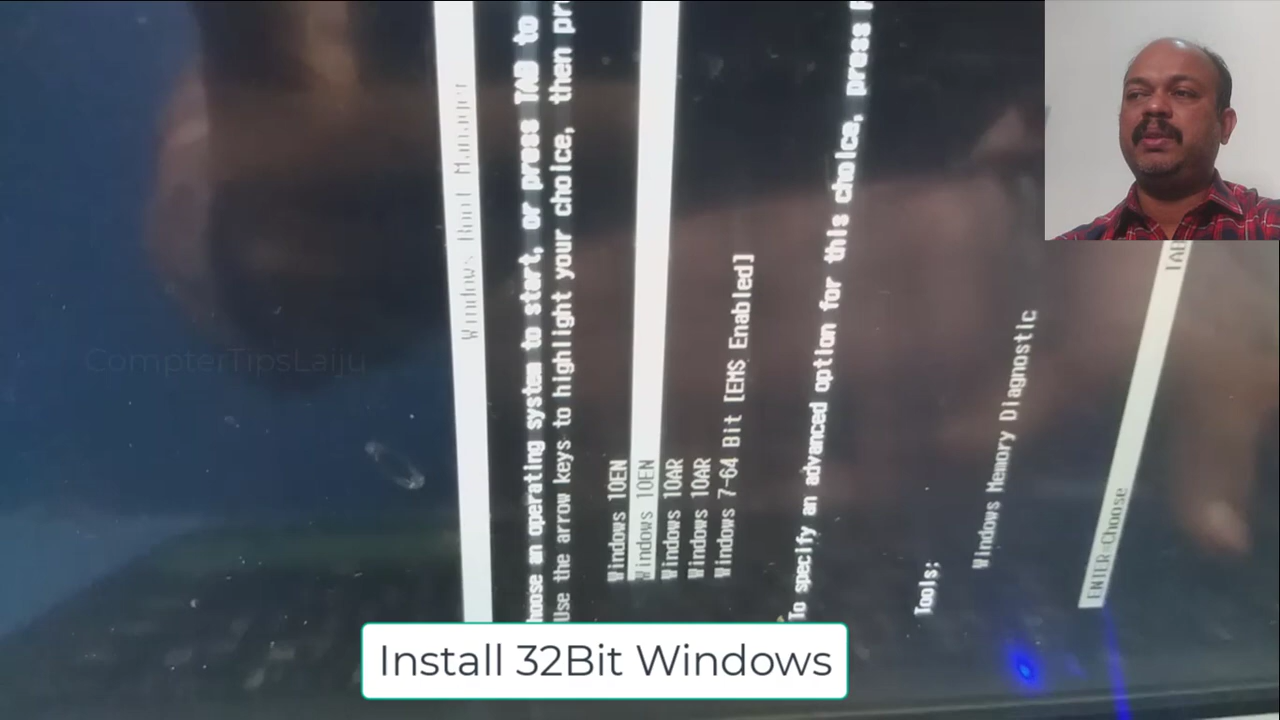 Windows Boot Manager
hoose an operating system to start, or press TAB to
Use the arrow keys to highlight your choice, then pr
Windows 10EN
Windows 10EN
Windows 10AR
Windows 10AR
Windows 7-64 Bit [EMS Enabled]
To specify an advanced option for this choice, press
Tools:
Windows Memory Diagnostic
ENTER=Choose
TAB
CompterTipsLaiju
Install 32Bit Windows